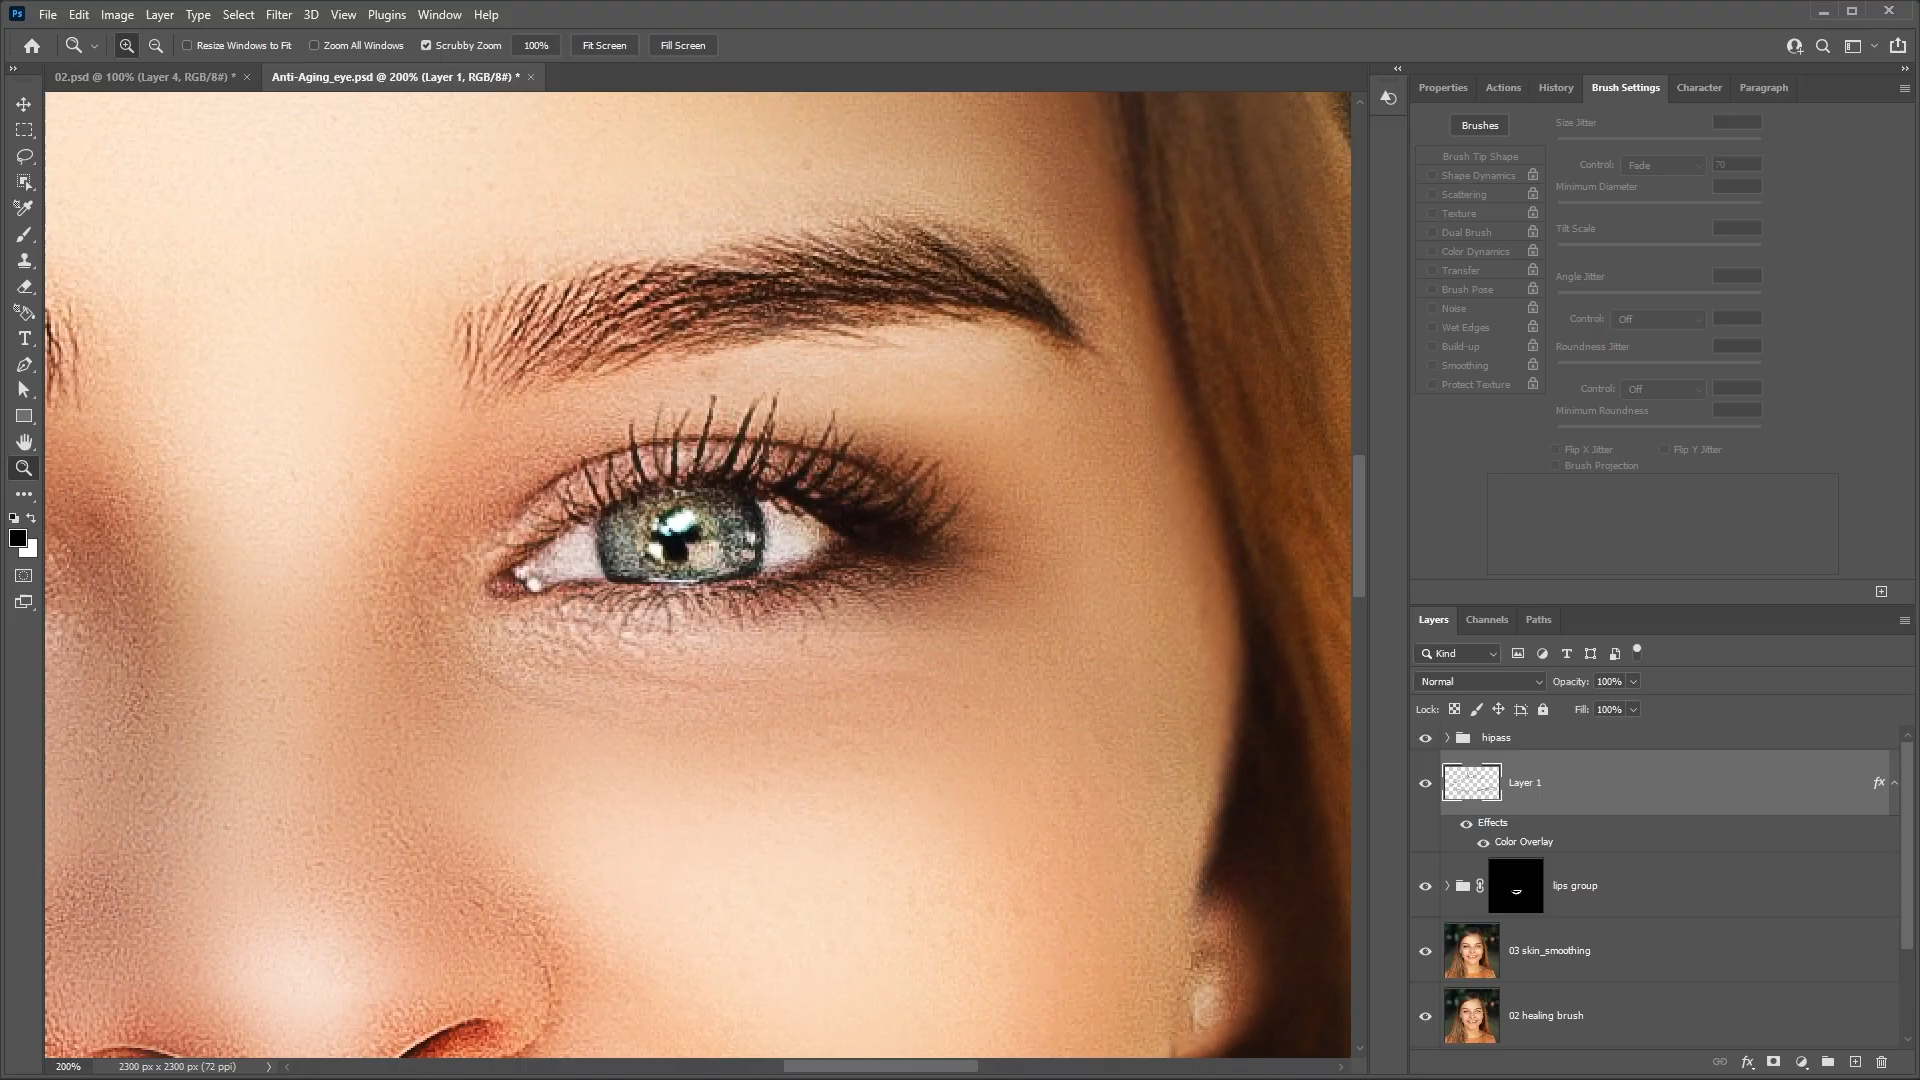 Ps File Edit Image Layer Type Select Filter 3D View Plugins Window Help
Resize Windows to Fit Zoom All Windows Scrubby Zoom 100% Fit Screen Fill Screen
02.psd @ 100% (Layer 4, RGB/8#) * × Anti-Aging_eye.psd @ 200% (Layer 1, RGB/8#) * ×
Properties Actions History Brush Settings Character Paragraph
Brushes
Brush Tip Shape
Shape Dynamics
Scattering
Texture
Dual Brush
Color Dynamics
Transfer
Brush Pose
Noise
Wet Edges
Build-up
Smoothing
Protect Texture
Size Jitter
Control: Fade 70
Minimum Diameter
Tilt Scale
Angle Jitter
Control: Off
Roundness Jitter
Control: Off
Minimum Roundness
Flip X Jitter Flip Y Jitter
Brush Projection
Layers Channels Paths
Kind
Normal Opacity: 100%
Lock: Fill: 100%
hipass
Layer 1 fx
Effects
Color Overlay
lips group
03 skin_smoothing
02 healing brush
fx
200% 2300 px x 2300 px (72 ppi)